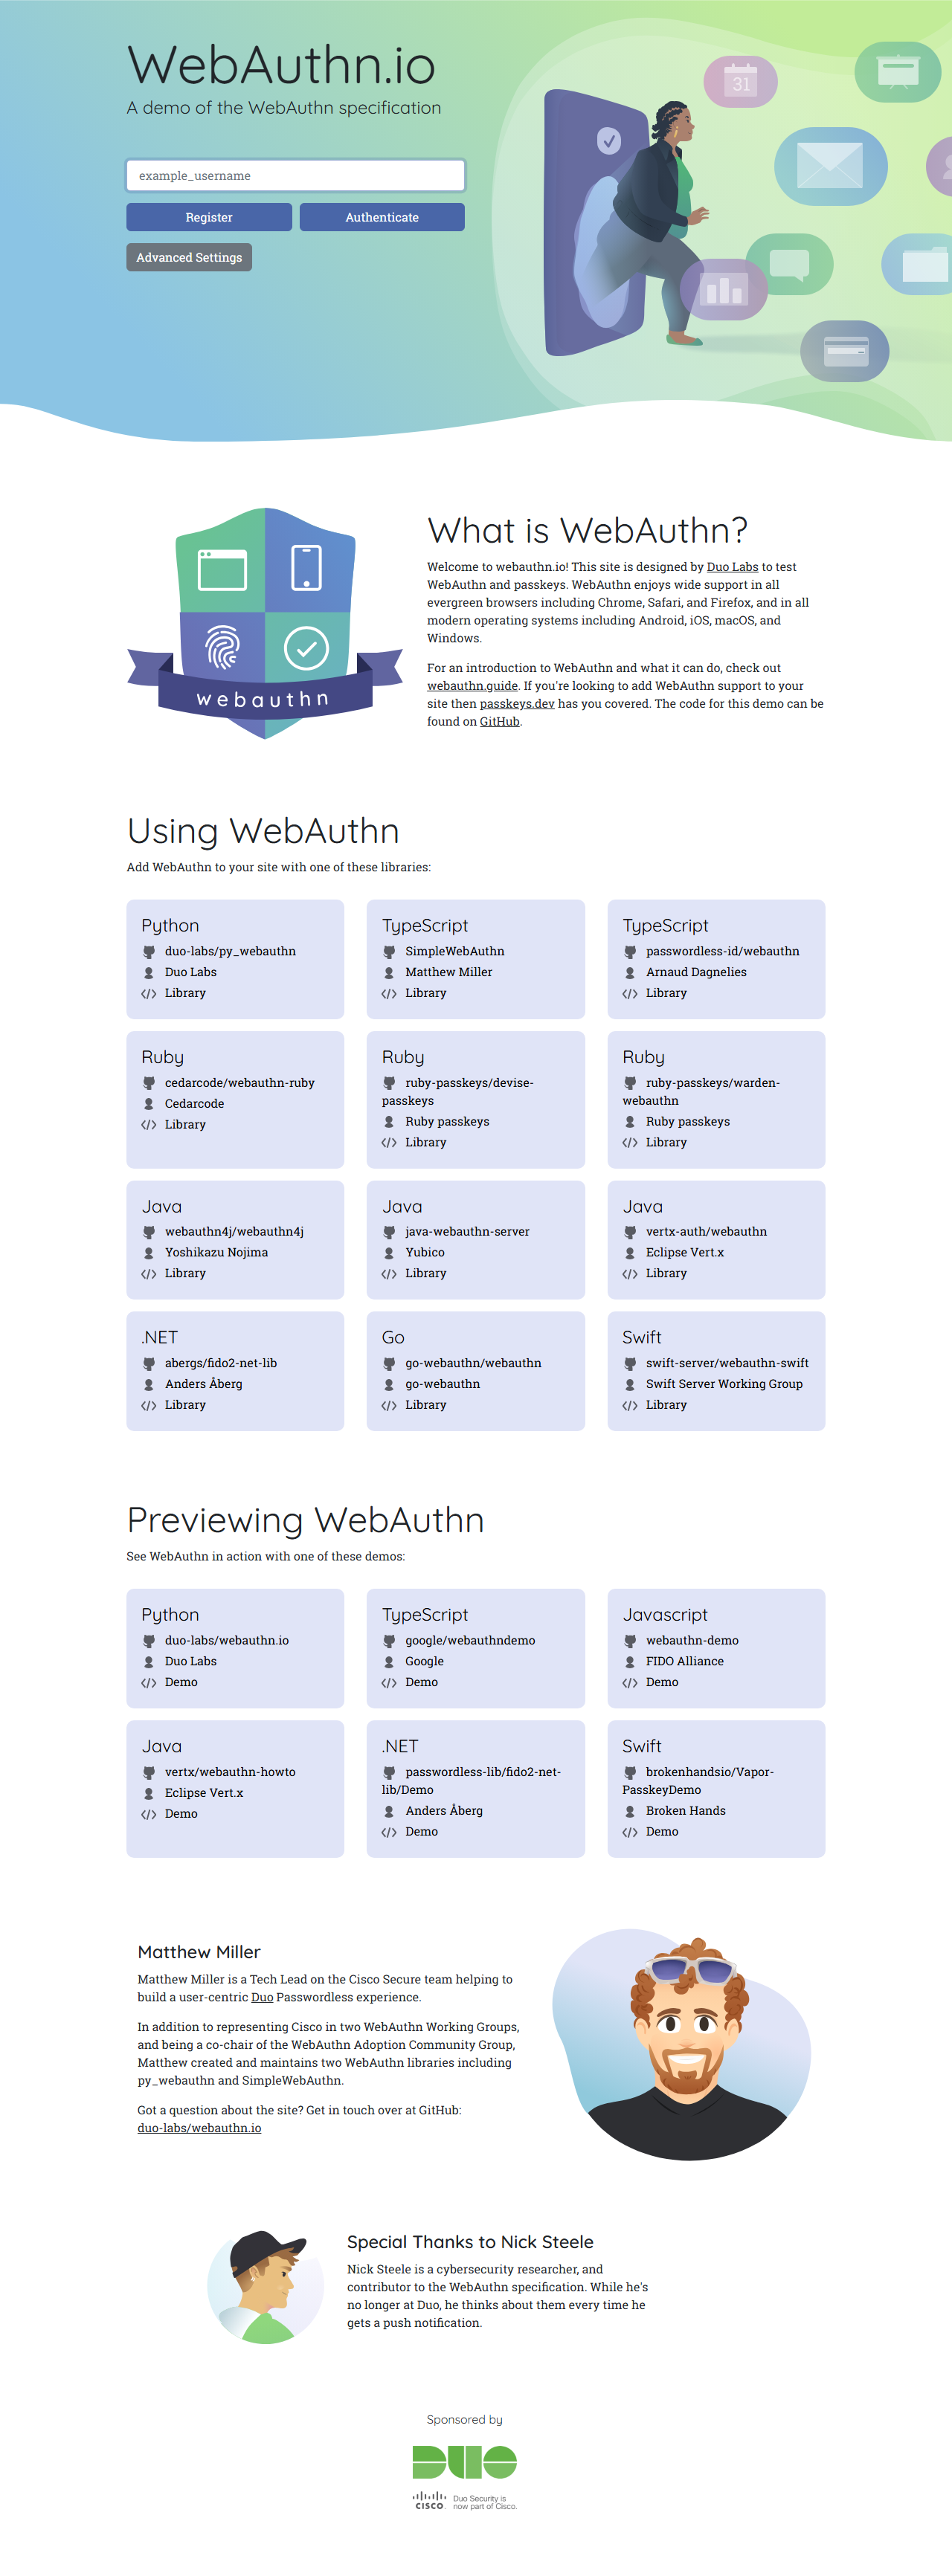 WebAuthn.io
A demo of the WebAuthn specification
example_username
Register
Authenticate
Advanced Settings
31
webauthn
What is WebAuthn?
Welcome to webauthn.io! This site is designed by Duo Labs to test
WebAuthn and passkeys. WebAuthn enjoys wide support in all
evergreen browsers including Chrome, Safari, and Firefox, and in all
modern operating systems including Android, iOS, macOS, and
Windows.
For an introduction to WebAuthn and what it can do, check out
webauthn.guide. If you're looking to add WebAuthn support to your
site then passkeys.dev has you covered. The code for this demo can be
found on GitHub.
Using WebAuthn
Add WebAuthn to your site with one of these libraries:
Python
duo-labs/py_webauthn
Duo Labs
Library
TypeScript
SimpleWebAuthn
Matthew Miller
Library
TypeScript
passwordless-id/webauthn
Arnaud Dagnelies
Library
Ruby
cedarcode/webauthn-ruby
Cedarcode
Library
Ruby
ruby-passkeys/devise-
passkeys
Ruby passkeys
Library
Ruby
ruby-passkeys/warden-
webauthn
Ruby passkeys
Library
Java
webauthn4j/webauthn4j
Yoshikazu Nojima
Library
Java
java-webauthn-server
Yubico
Library
Java
vertx-auth/webauthn
Eclipse Vert.x
Library
.NET
abergs/fido2-net-lib
Anders Åberg
Library
Go
go-webauthn/webauthn
go-webauthn
Library
Swift
swift-server/webauthn-swift
Swift Server Working Group
Library
Previewing WebAuthn
See WebAuthn in action with one of these demos:
Python
duo-labs/webauthn.io
Duo Labs
Demo
TypeScript
google/webauthndemo
Google
Demo
Javascript
webauthn-demo
FIDO Alliance
Demo
Java
vertx/webauthn-howto
Eclipse Vert.x
Demo
.NET
passwordless-lib/fido2-net-
lib/Demo
Anders Åberg
Demo
Swift
brokenhandsio/Vapor-
PasskeyDemo
Broken Hands
Demo
Matthew Miller
Matthew Miller is a Tech Lead on the Cisco Secure team helping to
build a user-centric Duo Passwordless experience.
In addition to representing Cisco in two WebAuthn Working Groups,
and being a co-chair of the WebAuthn Adoption Community Group,
Matthew created and maintains two WebAuthn libraries including
py_webauthn and SimpleWebAuthn.
Got a question about the site? Get in touch over at GitHub:
duo-labs/webauthn.io
Special Thanks to Nick Steele
Nick Steele is a cybersecurity researcher, and
contributor to the WebAuthn specification. While he's
no longer at Duo, he thinks about them every time he
gets a push notification.
Sponsored by
DUO
CISCO
Duo Security is
now part of Cisco.